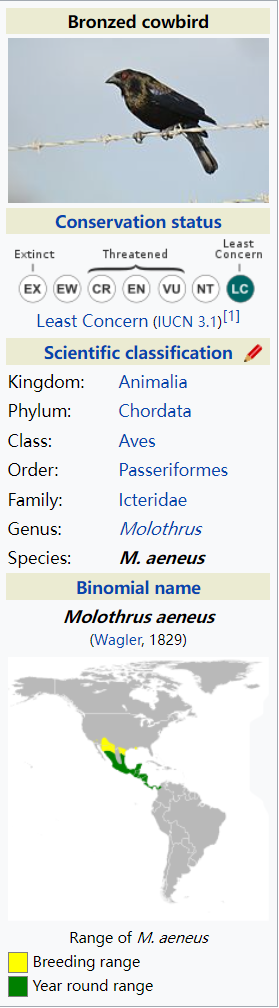 Bronzed cowbird
Conservation status
Extinct Threatened Least Concern
EX EW CR EN VU NT LC
Least Concern (IUCN 3.1)[1]
Scientific classification
Kingdom: Animalia
Phylum: Chordata
Class: Aves
Order: Passeriformes
Family: Icteridae
Genus: Molothrus
Species: M. aeneus
Binomial name
Molothrus aeneus
(Wagler, 1829)
Range of M. aeneus
Breeding range
Year round range